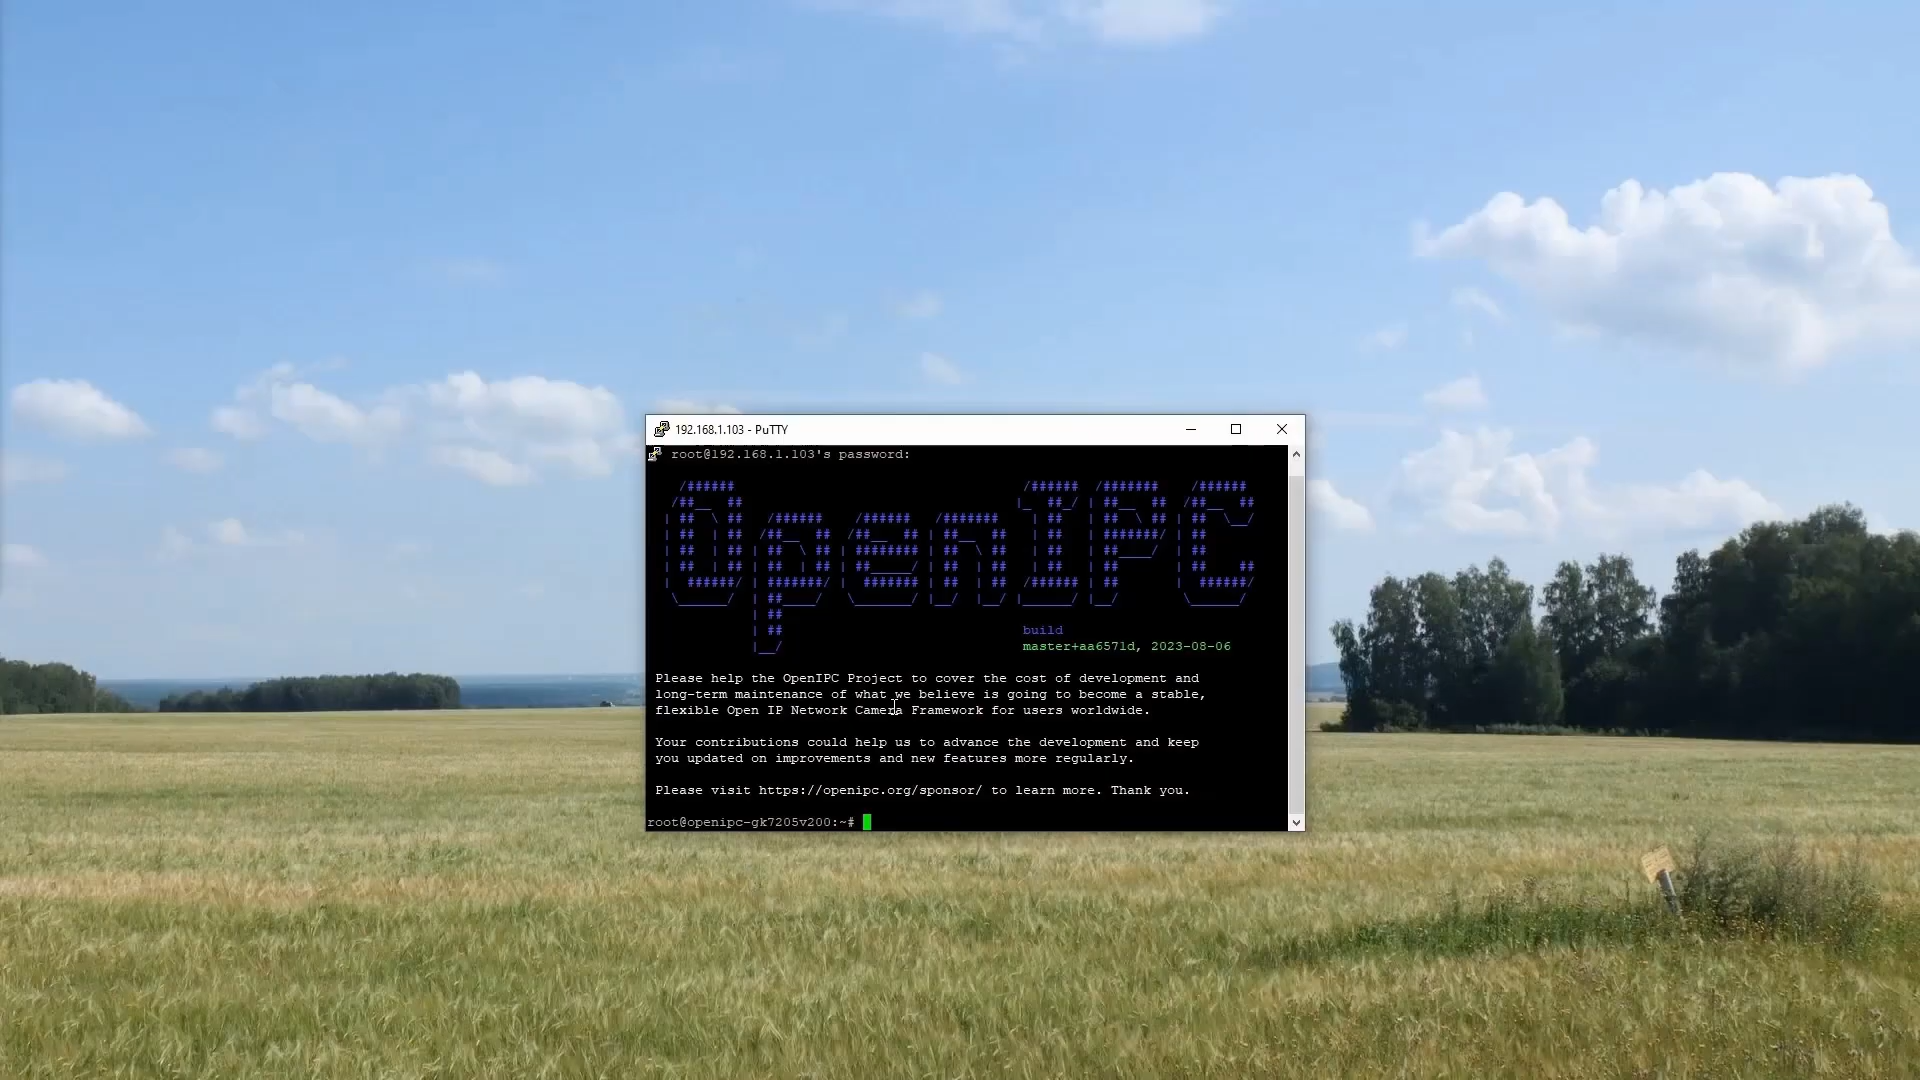 192.168.1.103 - PuTTY
root@192.168.1.103's password:
OpenIPC
build
master+aa6571d, 2023-08-06
Please help the OpenIPC Project to cover the cost of development and
long-term maintenance of what we believe is going to become a stable,
flexible Open IP Network Camera Framework for users worldwide.
Your contributions could help us to advance the development and keep
you updated on improvements and new features more regularly.
Please visit https://openipc.org/sponsor/ to learn more. Thank you.
root@openipc-gk7205v200:~#